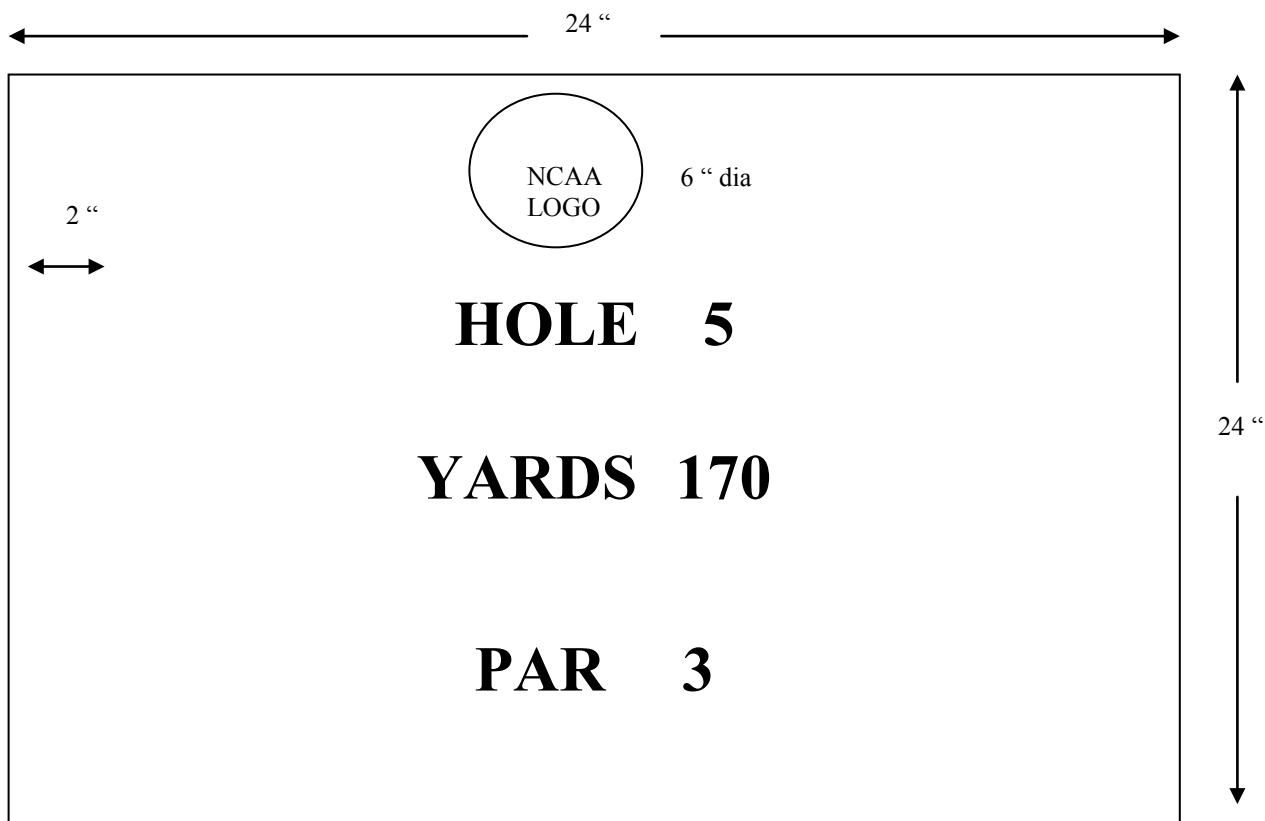 24 “
NCAA
LOGO
6 “ dia
2 “
HOLE 5
24 “
YARDS 170
PAR 3